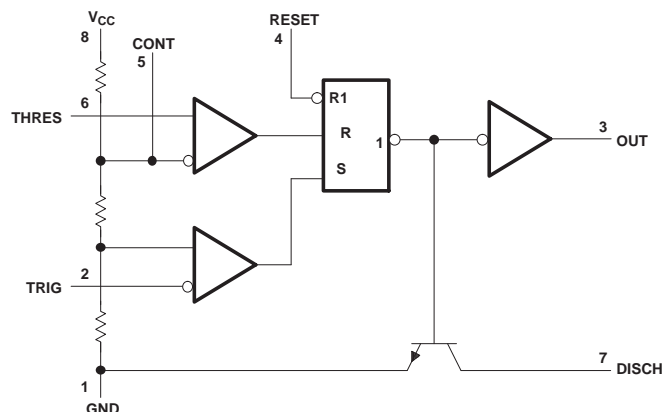 VCC
8
CONT
5
RESET
4
6
THRES
R1
R
1
S
3
OUT
2
TRIG
7
DISCH
1
GND